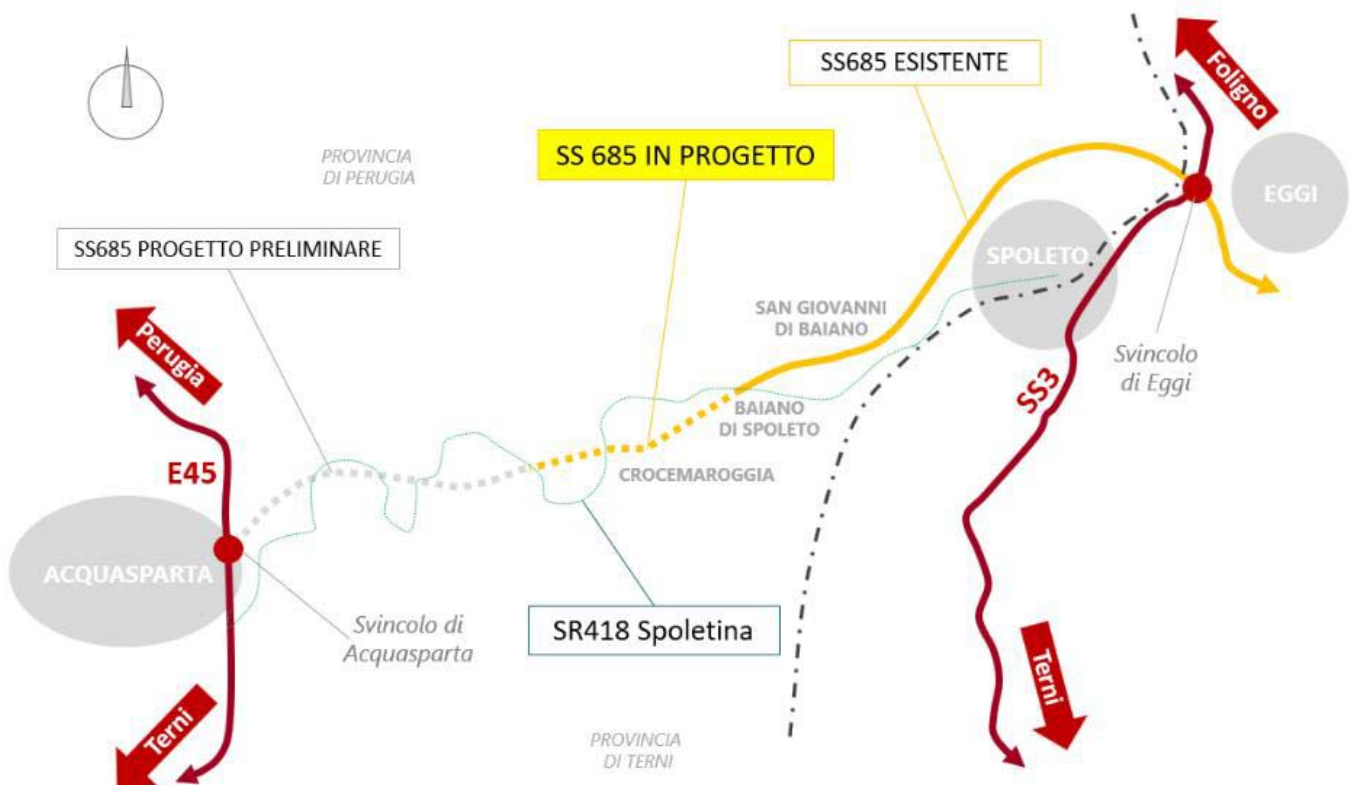 Foligno
SS685 ESISTENTE
SS 685 IN PROGETTO
PROVINCIA
DI PERUGIA
EGGI
SS685 PROGETTO PRELIMINARE
SPOLETO
SAN GIOVANNI
DI BAIANO
Perugia
Svincolo
di Eggi
SS3
BAIANO
DI SPOLETO
E45
CROCEMAROGGIA
ACQUASPARTA
Svincolo di
Acquasparta
SR418 Spoletina
Terni
Terni
PROVINCIA
DI TERNI